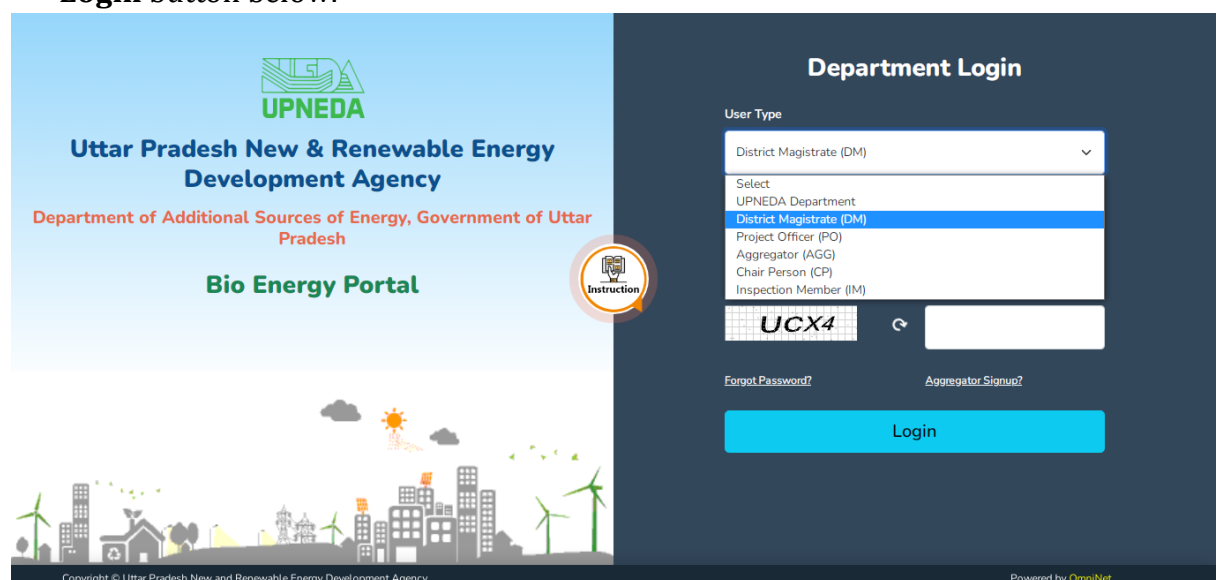 Login button below.
UPNEDA
Uttar Pradesh New & Renewable Energy
Development Agency
Department of Additional Sources of Energy, Government of Uttar
Pradesh
Bio Energy Portal
Instruction
Department Login
User Type
District Magistrate (DM)
Select
UPNEDA Department
District Magistrate (DM)
Project Officer (PO)
Aggregator (AGG)
Chair Person (CP)
Inspection Member (IM)
UCX4
Forgot Password?
Aggregator Signup?
Login
Copyright © Uttar Pradesh New and Renewable Energy Development Agency
Powered by OmniNet